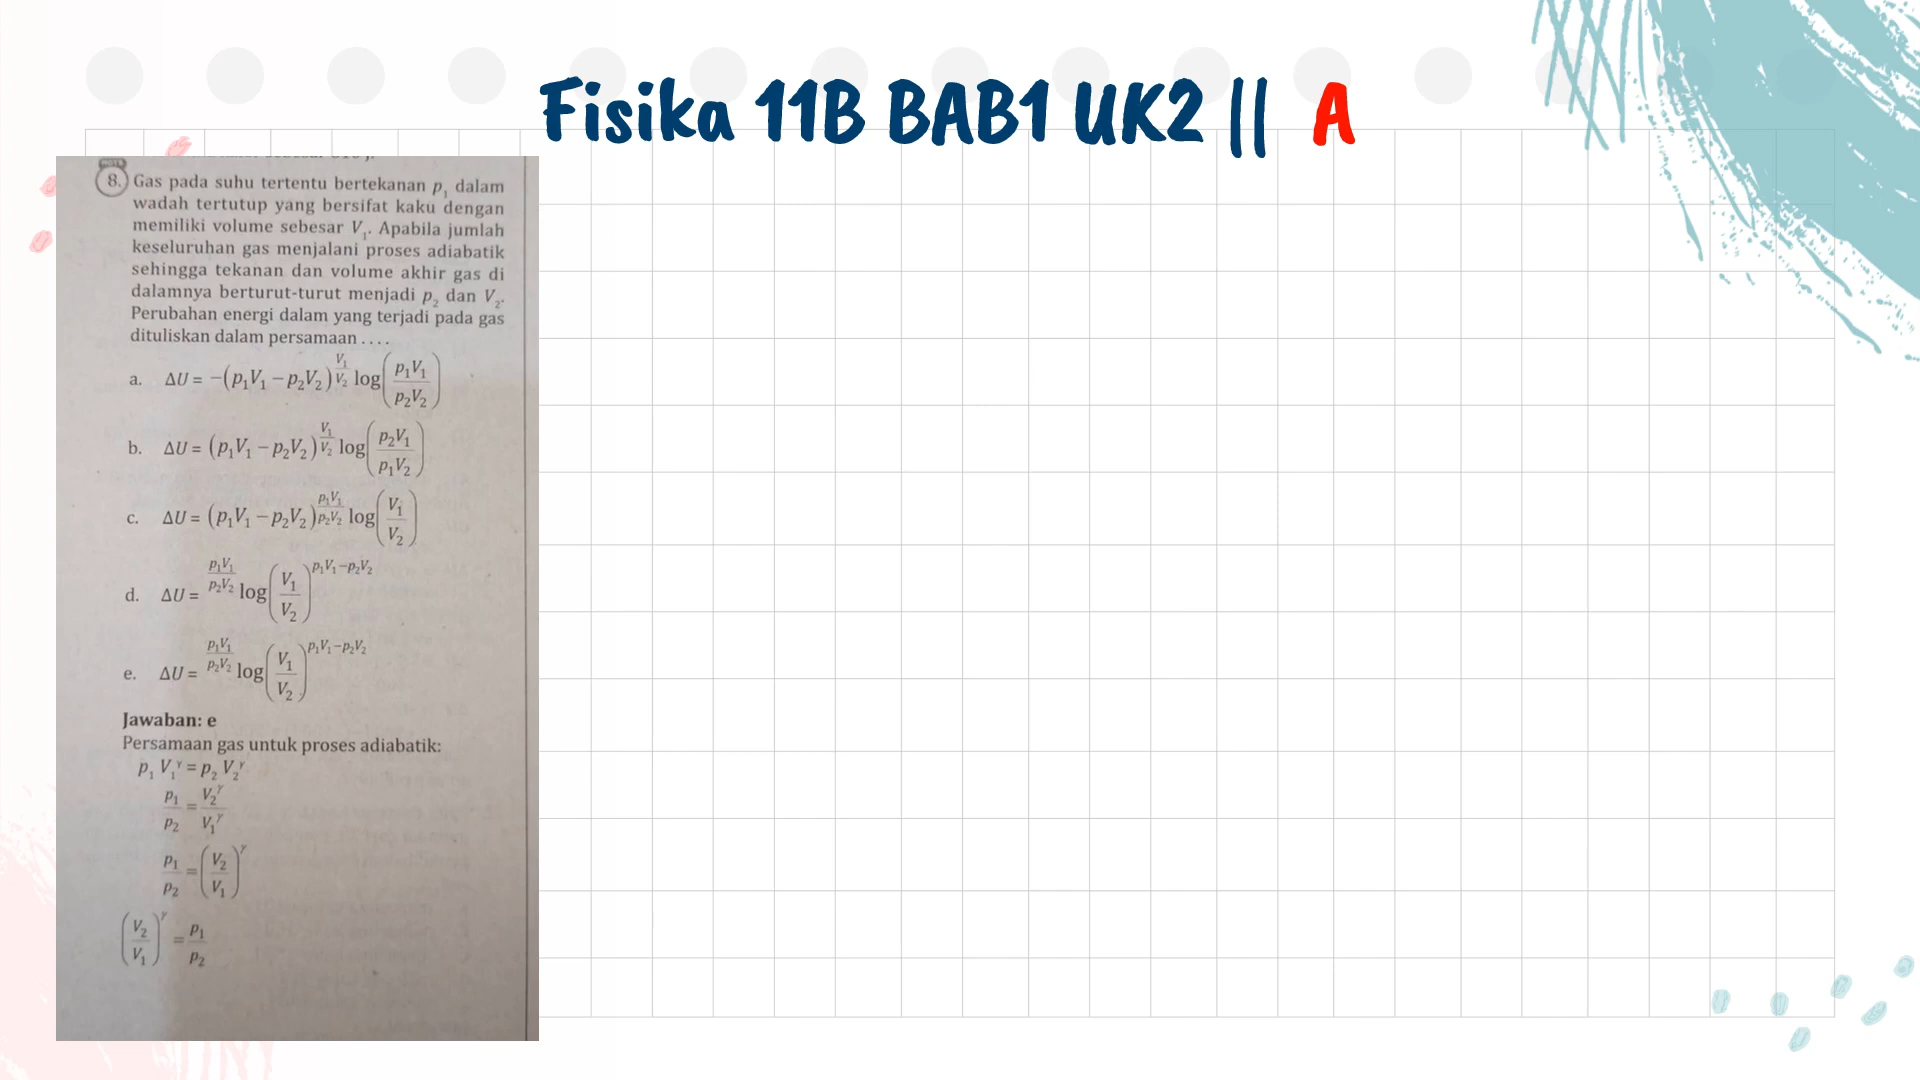 Fisika 11B BAB1 UK2 || A
8. Gas pada suhu tertentu bertekanan p₁ dalam
wadah tertutup yang bersifat kaku dengan
memiliki volume sebesar V₁. Apabila jumlah
keseluruhan gas menjalani proses adiabatik
sehingga tekanan dan volume akhir gas di
dalamnya berturut-turut menjadi p₂ dan V₂.
Perubahan energi dalam yang terjadi pada gas
dituliskan dalam persamaan . . . .
a. ΔU = −(p₁V₁ − p₂V₂)^(V₁/V₂) log(p₁V₁/p₂V₂)
b. ΔU = (p₁V₁ − p₂V₂)^(V₁/V₂) log(p₂V₁/p₁V₂)
c. ΔU = (p₁V₁ − p₂V₂)^(p₁V₁/p₂V₂) log(V₁/V₂)
d. ΔU = ^(p₁V₁/p₂V₂) log(V₁/V₂)^(p₁V₁−p₂V₂)
e. ΔU = ^(p₁V₁/p₂V₂) log(V₁/V₂)^(p₁V₁−p₂V₂)
Jawaban: e
Persamaan gas untuk proses adiabatik:
p₁ V₁^γ = p₂ V₂^γ
p₁/p₂ = V₂^γ/V₁^γ
p₁/p₂ = (V₂/V₁)^γ
(V₂/V₁)^γ = p₁/p₂